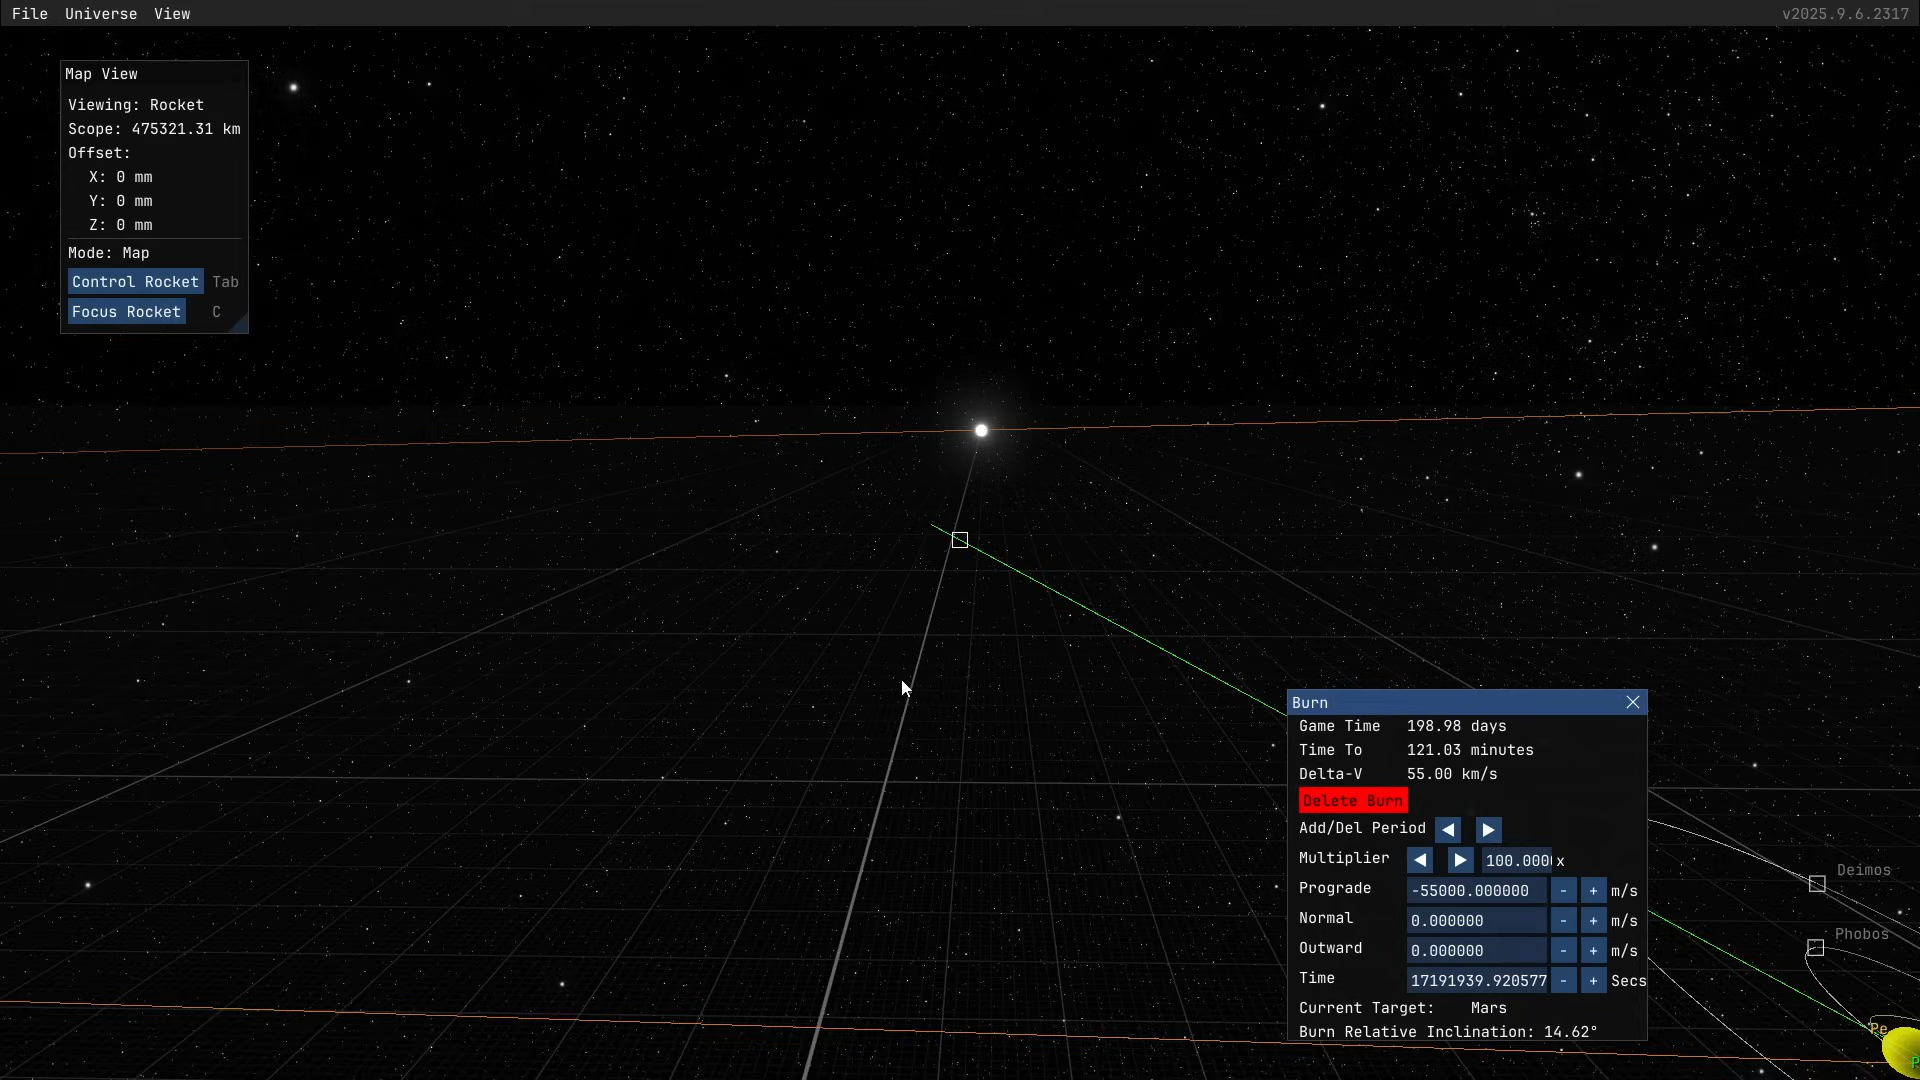 File Universe View v2025.9.6.2317
Map View
Viewing: Rocket
Scope: 475321.31 km
Offset:
X: 0 mm
Y: 0 mm
Z: 0 mm
Mode: Map
Control Rocket Tab
Focus Rocket C
Burn
Game Time 198.98 days
Time To 121.03 minutes
Delta-V 55.00 km/s
Delete Burn
Add/Del Period
Multiplier 100.000 x
Prograde -55000.000000 - + m/s
Normal 0.000000 - + m/s
Outward 0.000000 - + m/s
Time 17191939.920577 - + Secs
Current Target: Mars
Burn Relative Inclination: 14.62°
Deimos
Phobos
Pe
P